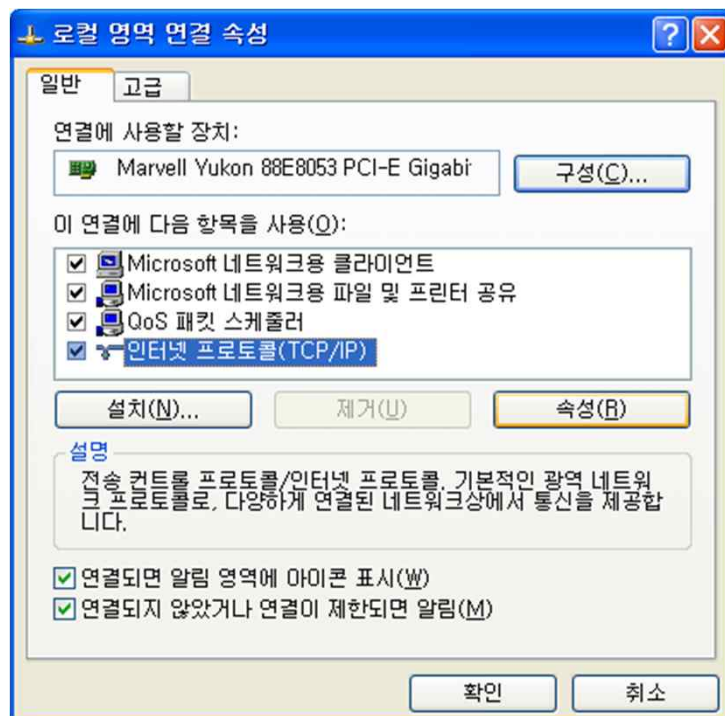 로컬 영역 연결 속성
일반 고급
연결에 사용할 장치:
Marvell Yukon 88E8053 PCI-E Gigabit
구성(C)...
이 연결에 다음 항목을 사용(O):
Microsoft 네트워크용 클라이언트
Microsoft 네트워크용 파일 및 프린터 공유
QoS 패킷 스케줄러
인터넷 프로토콜(TCP/IP)
설치(N)... 제거(U) 속성(R)
설명
전송 컨트롤 프로토콜/인터넷 프로토콜. 기본적인 광역 네트워
크 프로토콜로, 다양하게 연결된 네트워크상에서 통신을 제공합
니다.
연결되면 알림 영역에 아이콘 표시(W)
연결되지 않았거나 연결이 제한되면 알림(M)
확인 취소